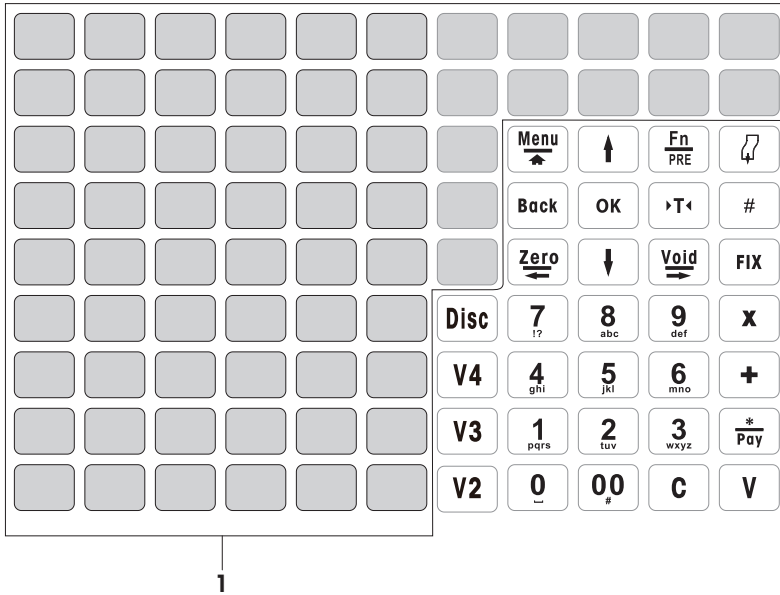 Menu Fn PRE
Back OK T #
Zero Void FIX
Disc 7 !? 8 abc 9 def x
V4 4 ghi 5 jkl 6 mno +
V3 1 pqrs 2 tuv 3 wxyz * Pay
V2 0 00 # C V
1